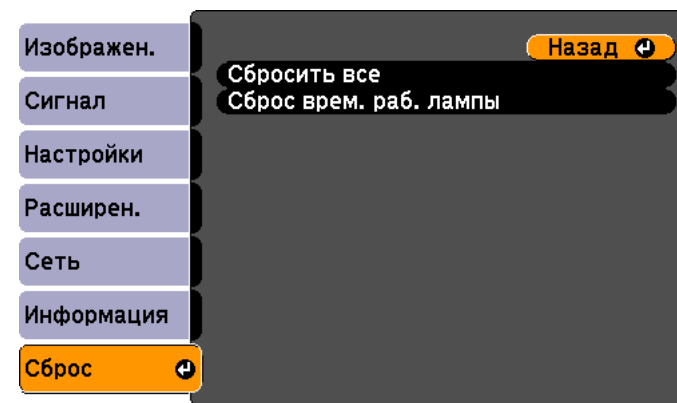 Изображен.
Сигнал
Настройки
Расширен.
Сеть
Информация
Сброс
Назад
Сбросить все
Сброс врем. раб. лампы